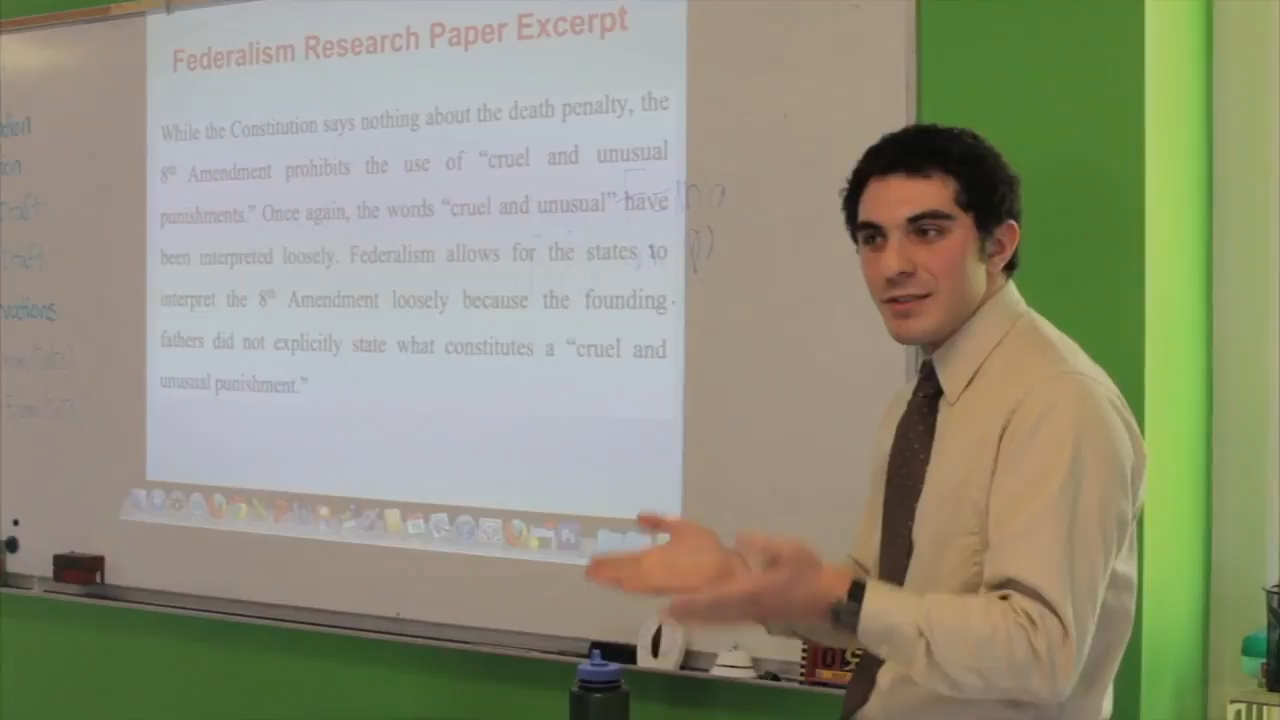 Federalism Research Paper Excerpt
While the Constitution says nothing about the death penalty, the
8th Amendment prohibits the use of “cruel and unusual
punishments.” Once again, the words “cruel and unusual” have
been interpreted loosely. Federalism allows for the states to
interpret the 8th Amendment loosely because the founding
fathers did not explicitly state what constitutes a “cruel and
unusual punishment.”
Ps